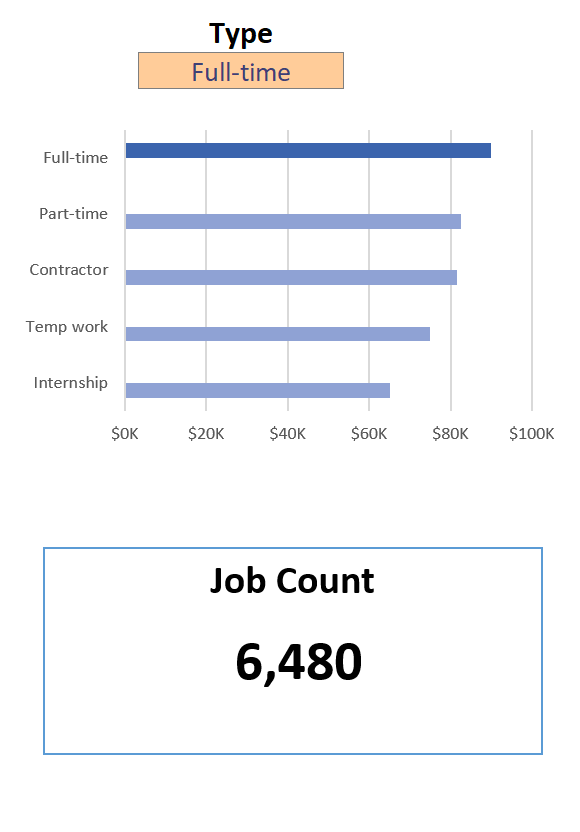 Type
Full-time
Full-time
Part-time
Contractor
Temp work
Internship
$0K $20K $40K $60K $80K $100K
Job Count
6,480